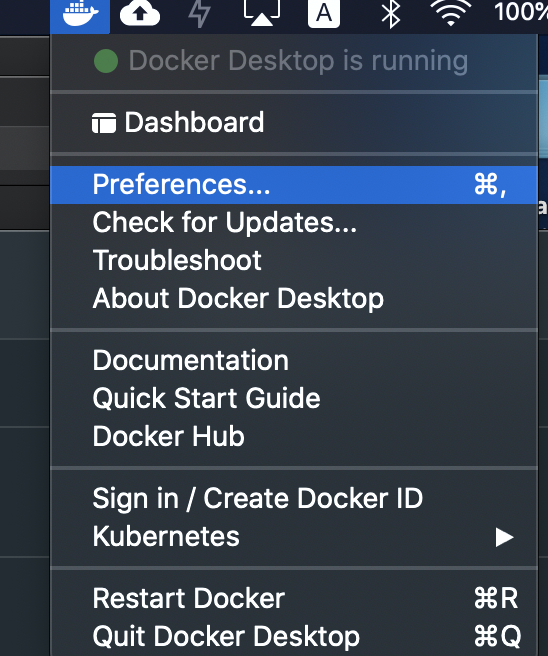 A
100%
Docker Desktop is running
Dashboard
Preferences... ⌘,
Check for Updates...
Troubleshoot
About Docker Desktop
Documentation
Quick Start Guide
Docker Hub
Sign in / Create Docker ID
Kubernetes
Restart Docker ⌘R
Quit Docker Desktop ⌘Q